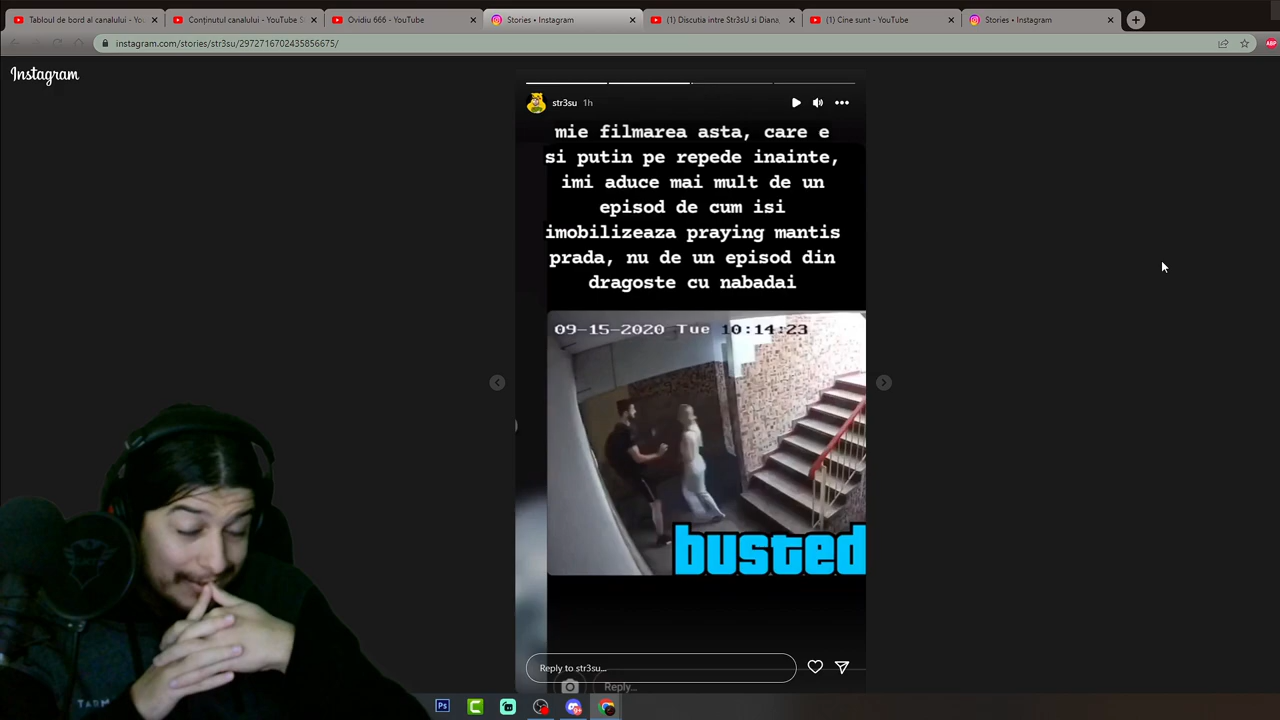 Tabloul de bord al canalului - Yo
Conținutul canalului - YouTube S
Ovidiu 666 - YouTube
Stories • Instagram
(1) Discutia intre Str3sU si Diana,
(1) Cine sunt - YouTube
Stories • Instagram
instagram.com/stories/str3su/2972716702435856675/
ABP
Instagram
str3su 1h
mie filmarea asta, care e
si putin pe repede inainte,
imi aduce mai mult de un
episod de cum isi
imobilizeaza praying mantis
prada, nu de un episod din
dragoste cu nabadai
09-15-2020 Tue 10:14:23
busted
Reply to str3su...
Reply...
Ps